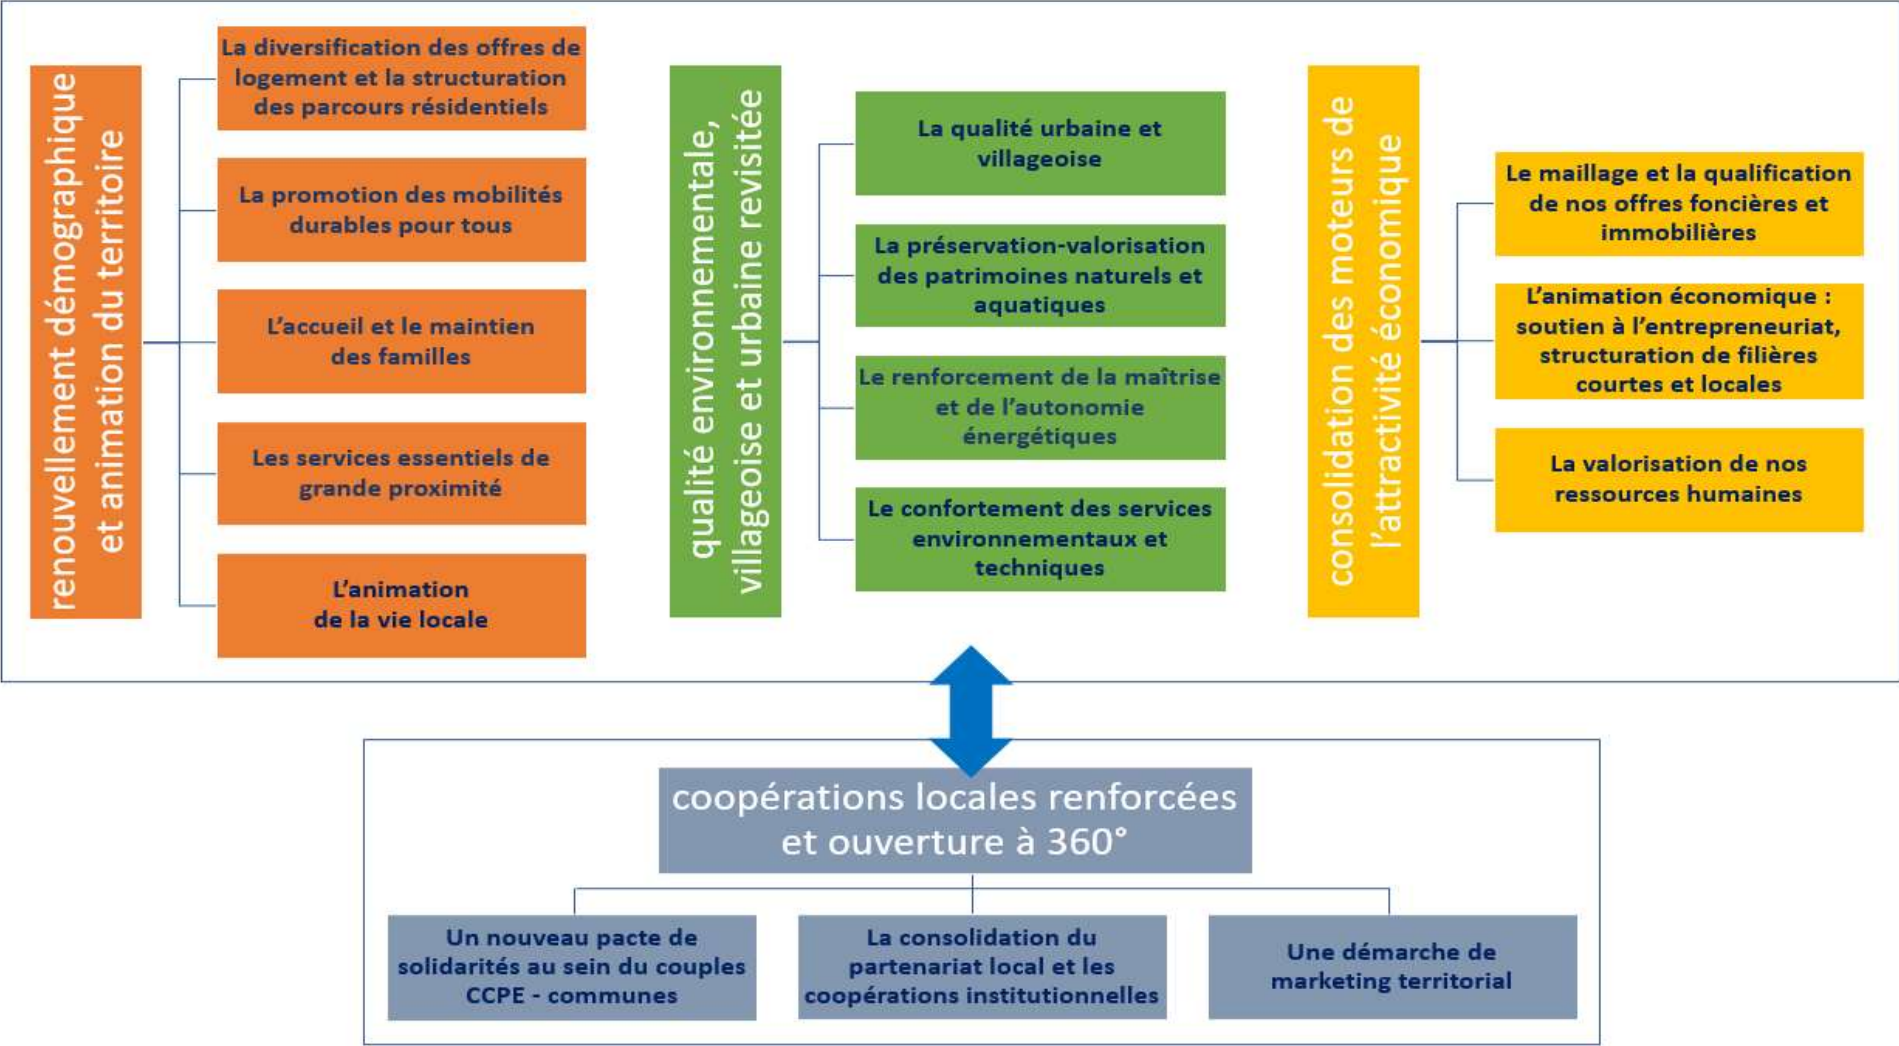 renouvellement démographique
et animation du territoire
La diversification des offres de
logement et la structuration
des parcours résidentiels
La promotion des mobilités
durables pour tous
L’accueil et le maintien
des familles
Les services essentiels de
grande proximité
L’animation
de la vie locale
qualité environnementale,
villageoise et urbaine revisitée
La qualité urbaine et
villageoise
La préservation-valorisation
des patrimoines naturels et
aquatiques
Le renforcement de la maîtrise
et de l’autonomie
énergétiques
Le confortement des services
environnementaux et
techniques
consolidation des moteurs de
l’attractivité économique
Le maillage et la qualification
de nos offres foncières et
immobilières
L’animation économique :
soutien à l’entrepreneuriat,
structuration de filières
courtes et locales
La valorisation de nos
ressources humaines
coopérations locales renforcées
et ouverture à 360°
Un nouveau pacte de
solidarités au sein du couples
CCPE - communes
La consolidation du
partenariat local et les
coopérations institutionnelles
Une démarche de
marketing territorial